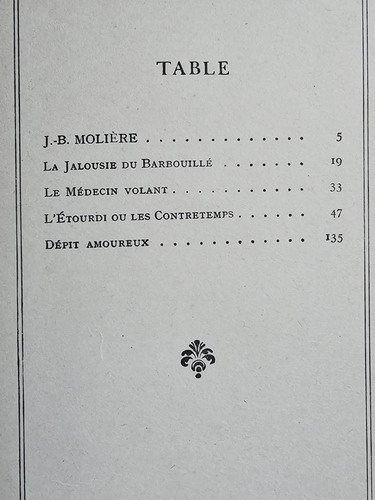 TABLE
J.-B. MOLIÈRE . . . . . . . . . . . . . 5
La Jalousie du Barbouillé . . . . . . . 19
Le Médecin volant . . . . . . . . . . . 33
L'Étourdi ou les Contretemps . . . . . . 47
Dépit amoureux . . . . . . . . . . . . 135